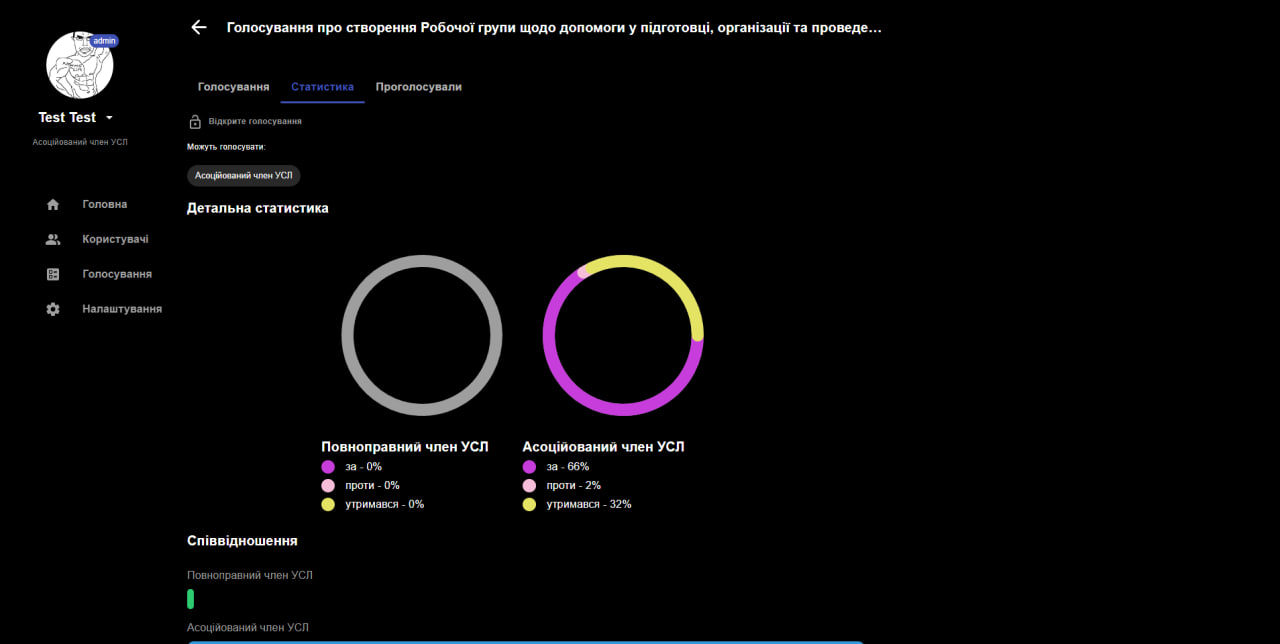 Голосування про створення Робочої групи щодо допомоги у підготовці, організації та проведе...
admin
Test Test
Асоційований член УСЛ
Головна
Користувачі
Голосування
Налаштування
Голосування Статистика Проголосували
Відкрите голосування
Можуть голосувати:
Асоційований член УСЛ
Детальна статистика
Повноправний член УСЛ
за - 0%
проти - 0%
утримався - 0%
Асоційований член УСЛ
за - 66%
проти - 2%
утримався - 32%
Співвідношення
Повноправний член УСЛ
Асоційований член УСЛ